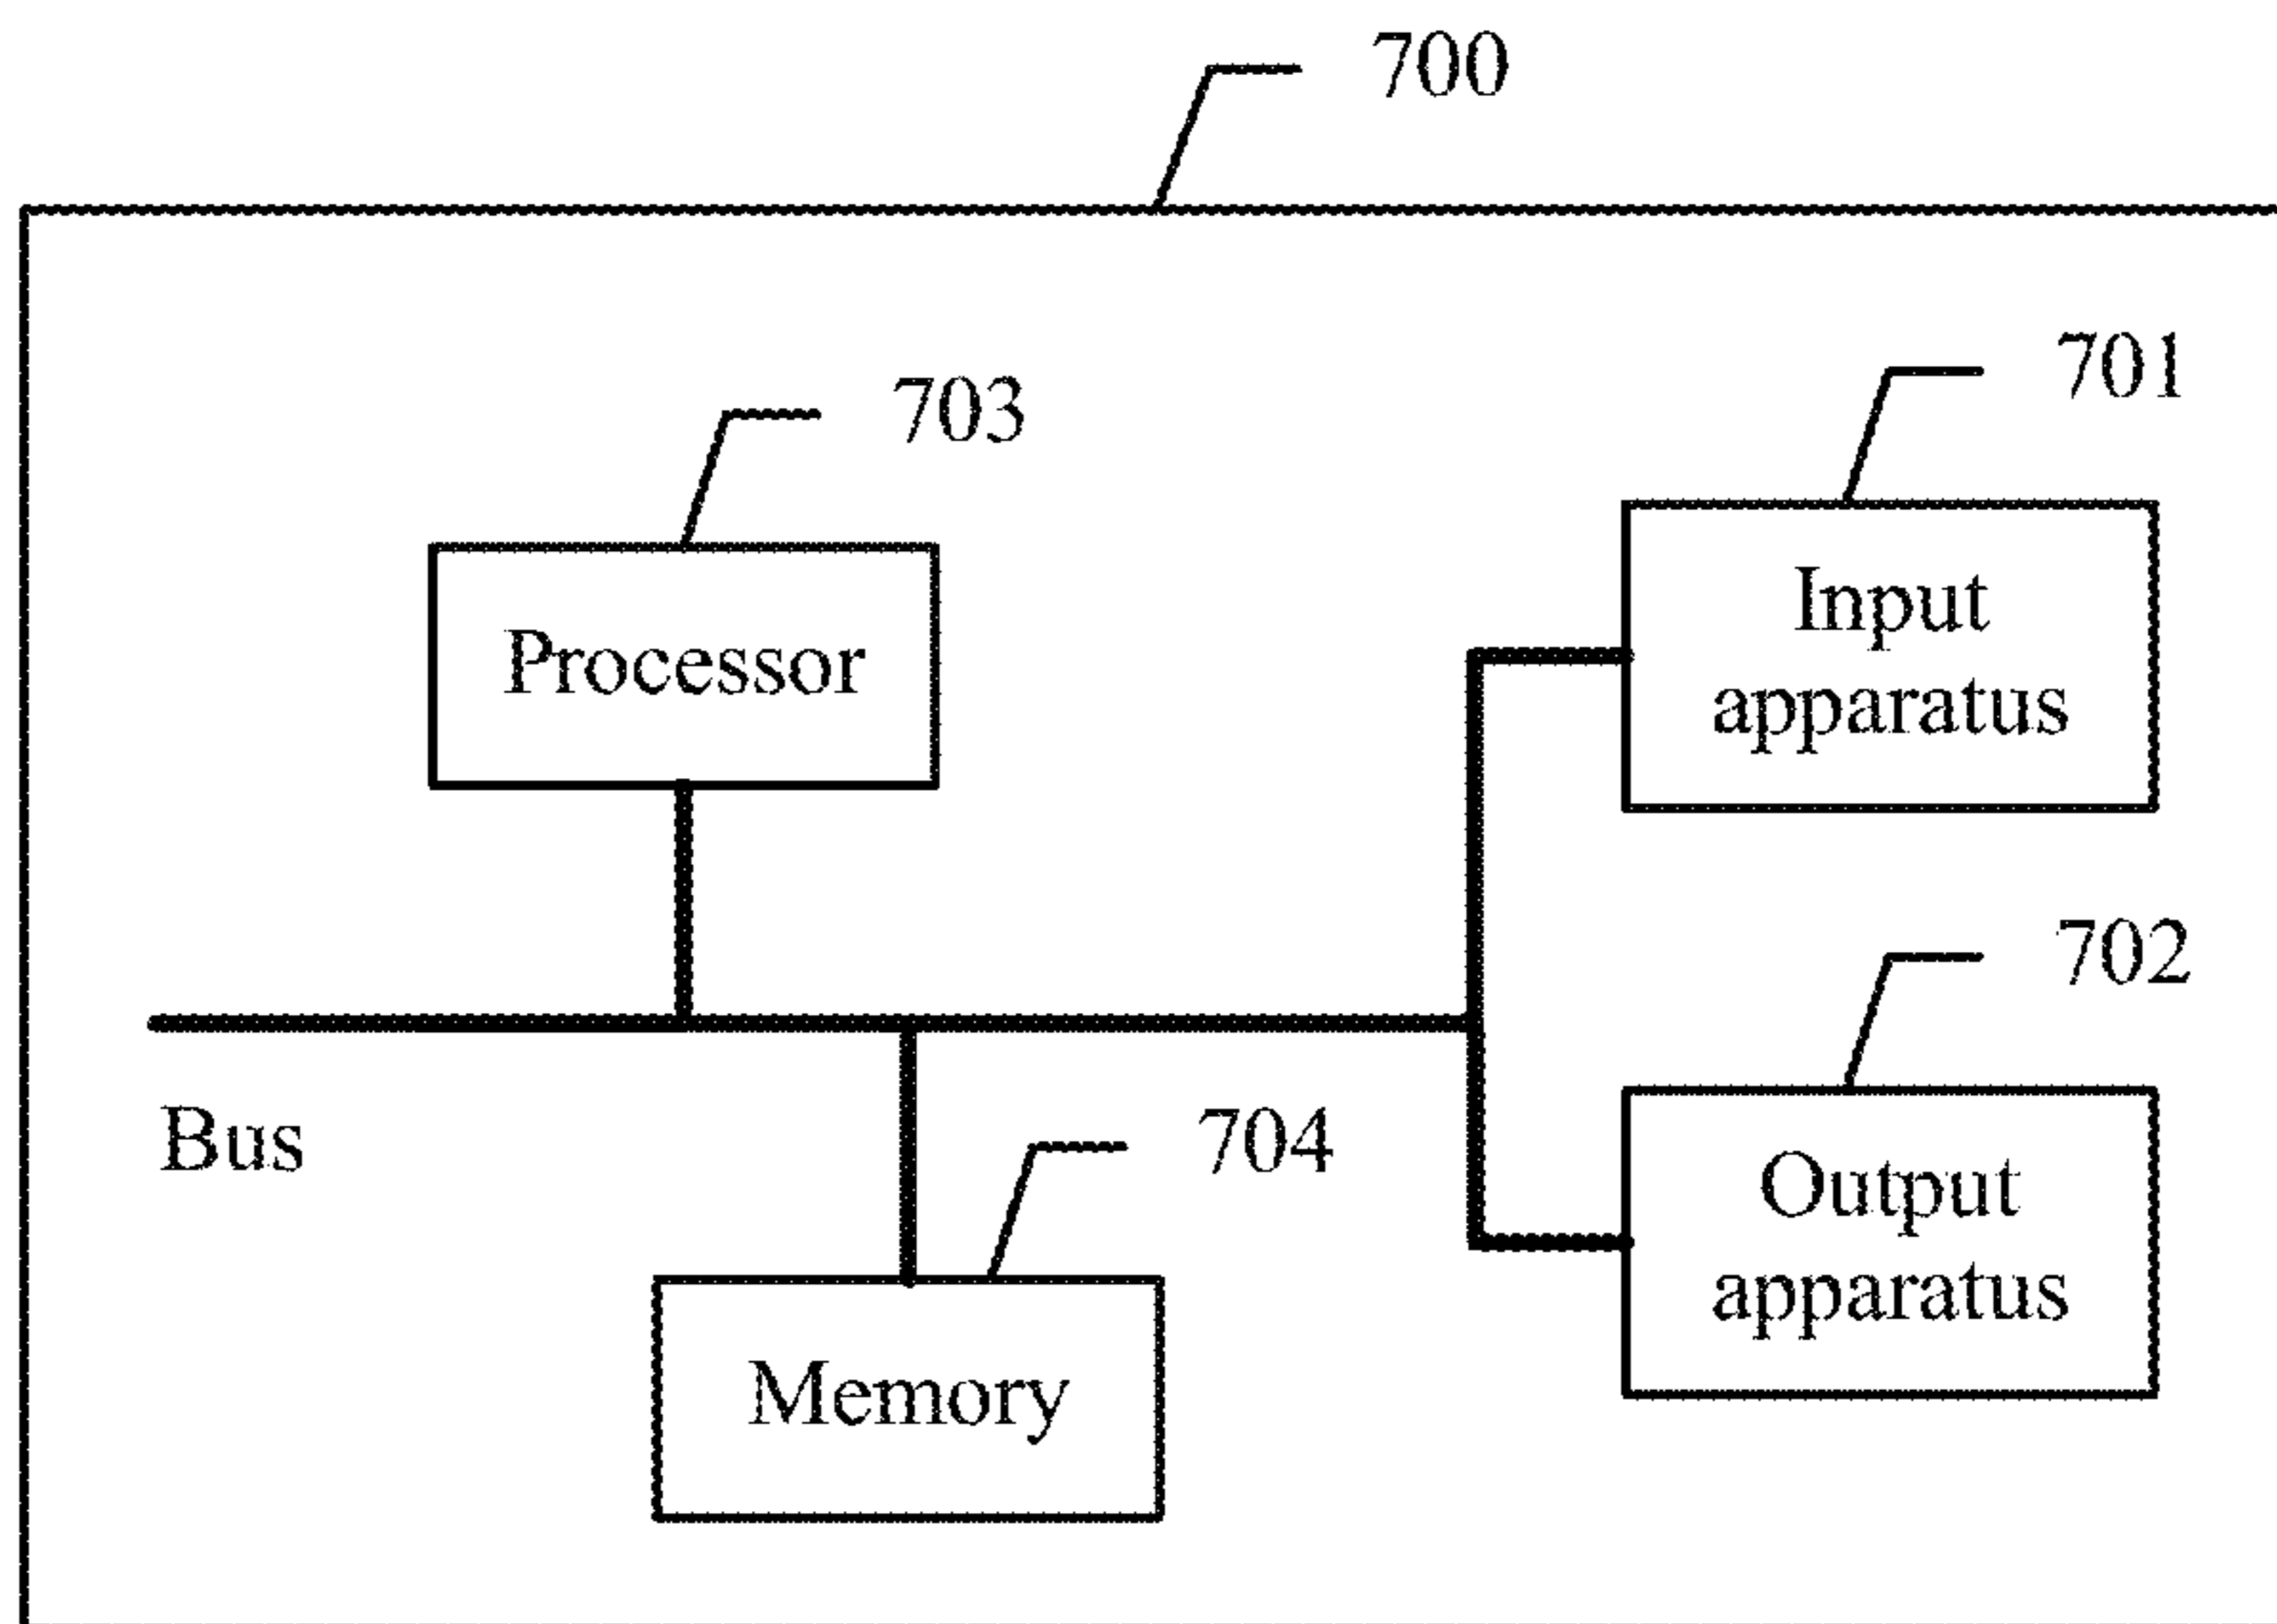 700
701
703
Input
apparatus
Processor
702
Bus
704
Output
apparatus
Memory